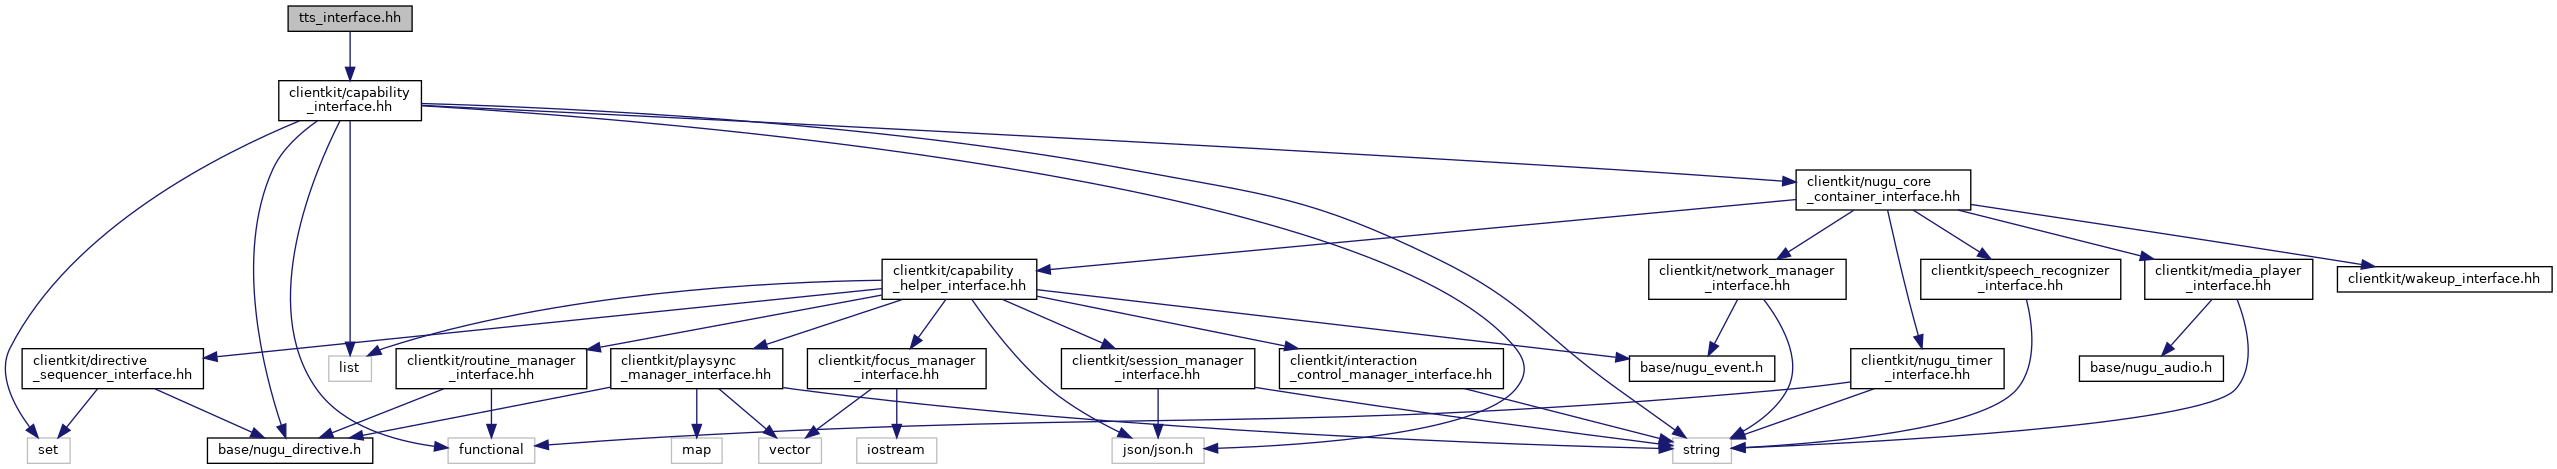 tts_interface.hh
clientkit/capability
_interface.hh
clientkit/nugu_core
_container_interface.hh
clientkit/capability
_helper_interface.hh
clientkit/network_manager
_interface.hh
clientkit/speech_recognizer
_interface.hh
clientkit/media_player
_interface.hh
clientkit/wakeup_interface.hh
clientkit/directive
_sequencer_interface.hh
list
clientkit/routine_manager
_interface.hh
clientkit/playsync
_manager_interface.hh
clientkit/focus_manager
_interface.hh
clientkit/session_manager
_interface.hh
clientkit/interaction
_control_manager_interface.hh
base/nugu_event.h
clientkit/nugu_timer
_interface.hh
base/nugu_audio.h
set
base/nugu_directive.h
functional
map
vector
iostream
json/json.h
string